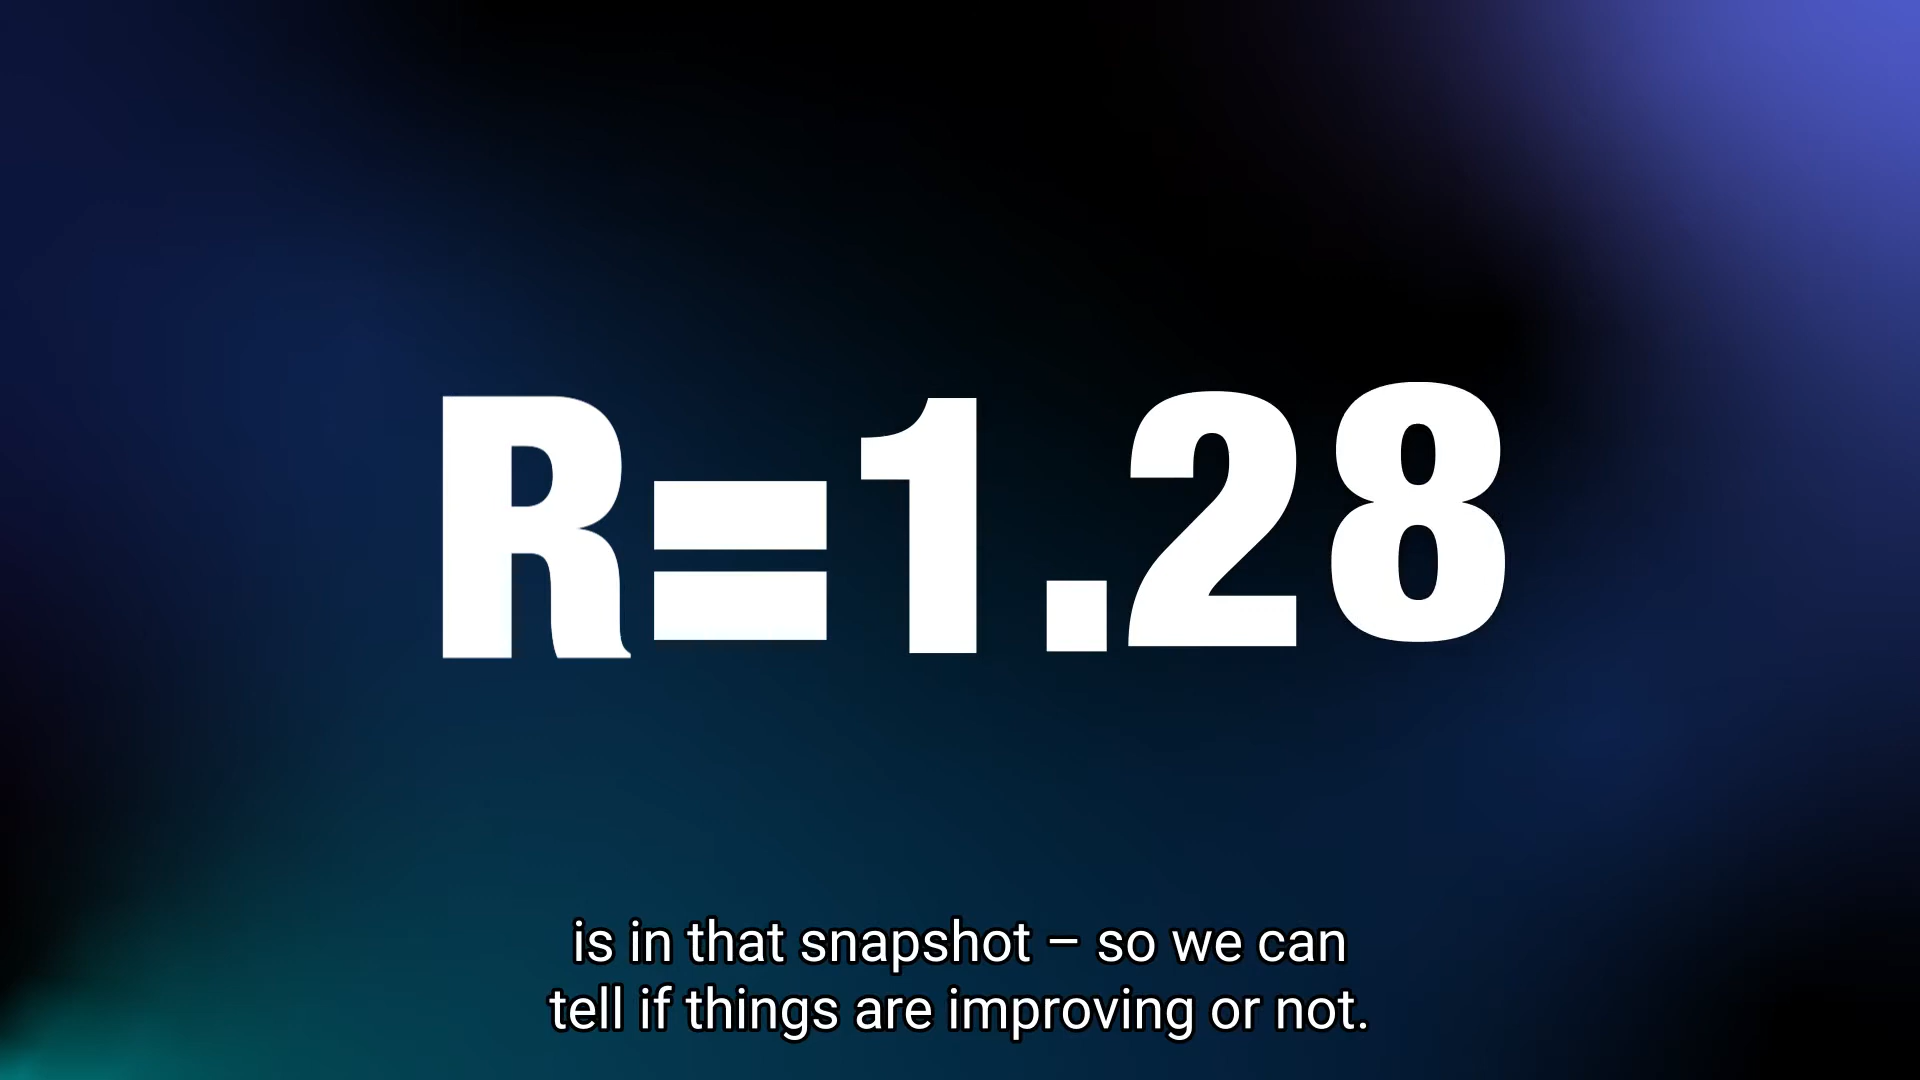 R=1.28
is in that snapshot – so we can
tell if things are improving or not.